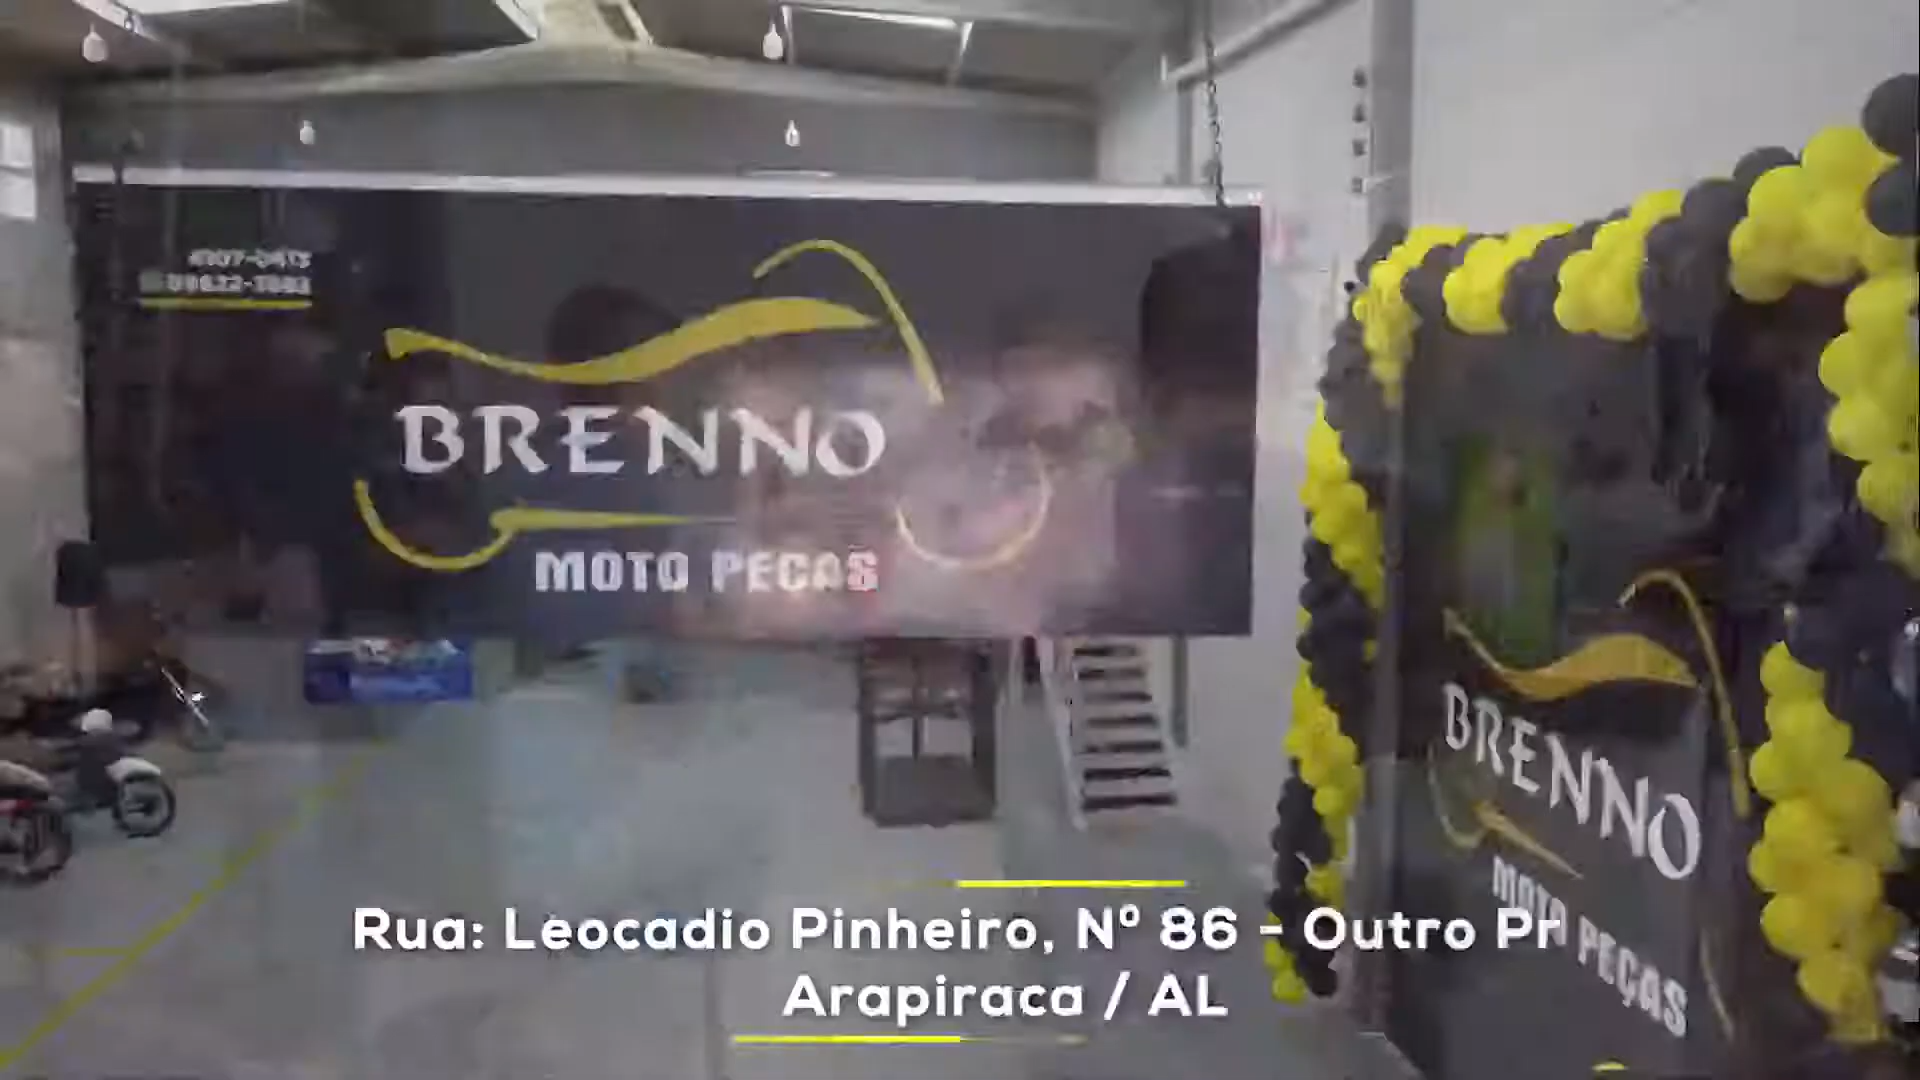 BRENNO
MOTO PEÇAS
BRENNO
MOTO PEÇAS
Rua: Leocadio Pinheiro, Nº 86 - Outro Pr
Arapiraca / AL